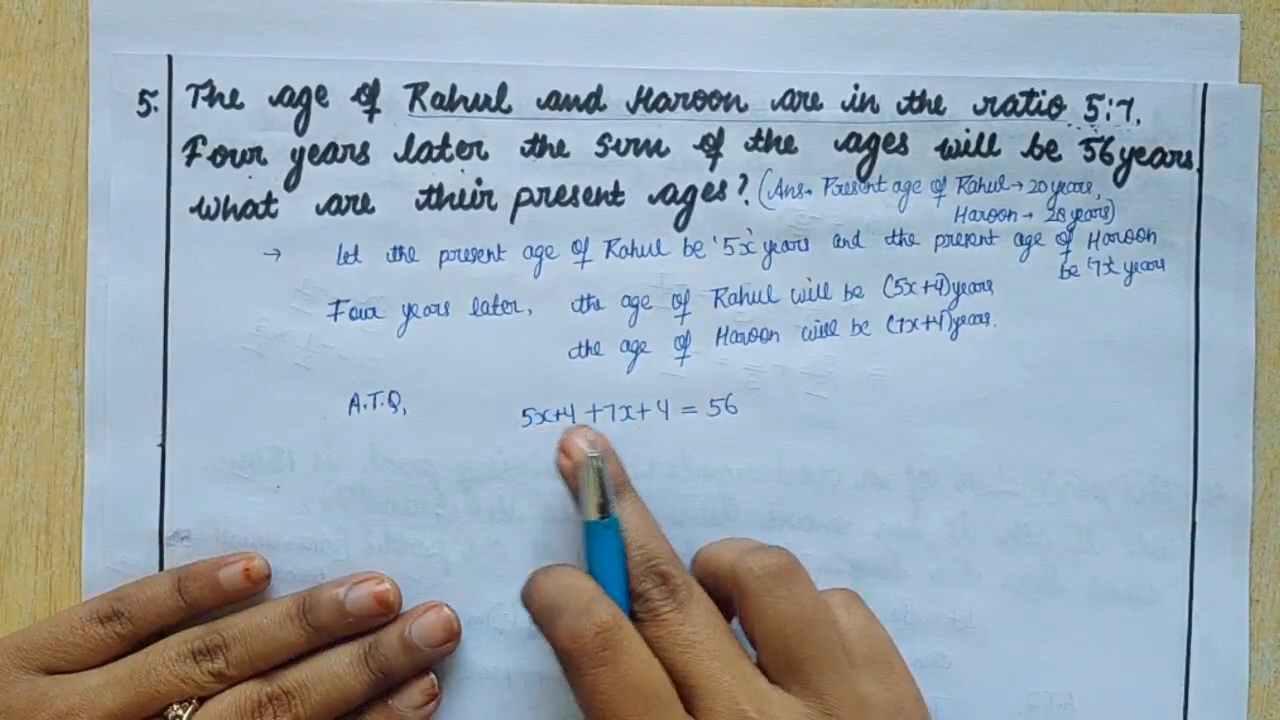 5. The age of Rahul and Haroon are in the ratio 5:7.
Four years later the sum of the ages will be 56 years.
what are their present ages? (Ans. Present age of Rahul → 20 years,
Haroon → 28 years)
→ Let the present age of Rahul be '5x' years and the present age of Haroon
be '7x' years
Four years later, the age of Rahul will be (5x+4) years
the age of Haroon will be (7x+4) years.
A.T.Q, 5x+4 +7x+4 = 56